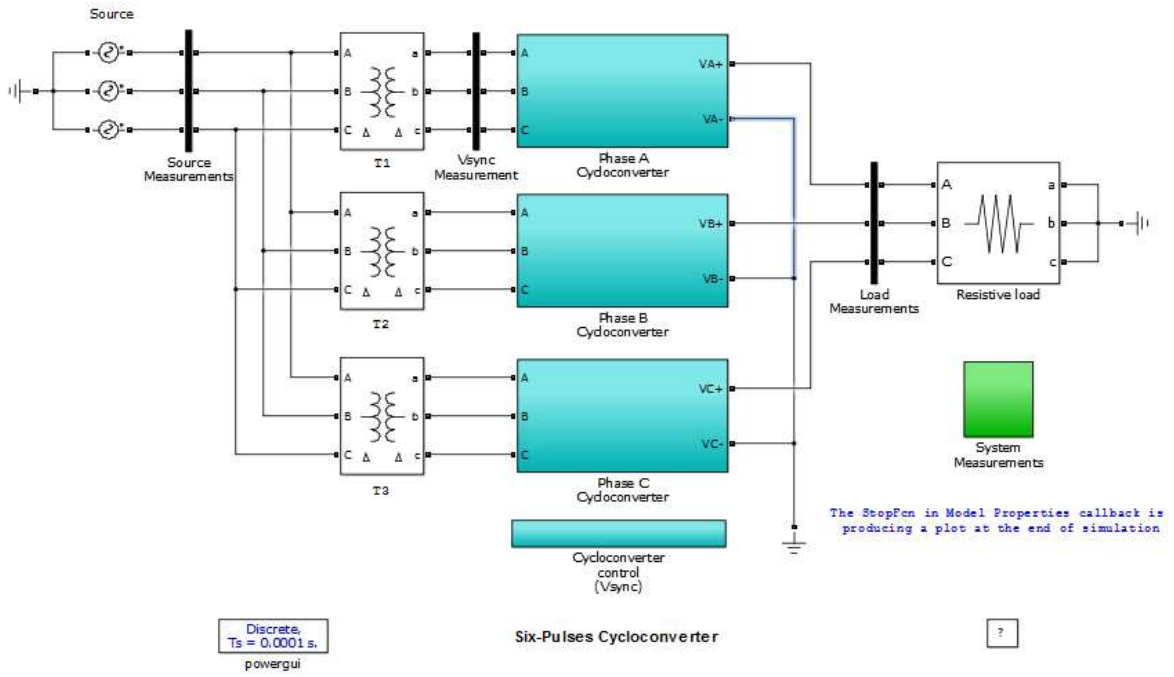 Source
A
B
C
a
b
c
Δ Δ
T1
Source
Measurements
Vsync
Measurement
A
B
C
VA+
VA-
Phase A
Cycloconverter
A
B
C
a
b
c
Δ Δ
T2
A
B
C
VB+
VB-
Phase B
Cycloconverter
A
B
C
a
b
c
Δ Δ
T3
A
B
C
VC+
VC-
Phase C
Cycloconverter
Load
Measurements
A
B
C
a
b
c
Resistive load
System
Measurements
The StopFcn in Model Properties callback is
producing a plot at the end of simulation
Cycloconverter
control
(Vsync)
Discrete,
Ts = 0.0001 s.
powergui
Six-Pulses Cycloconverter
?